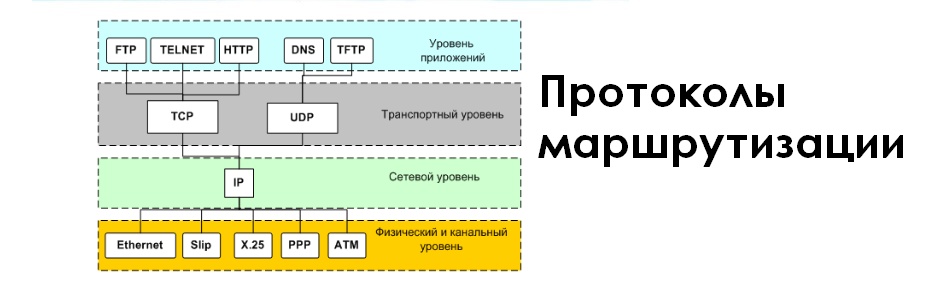 FTP TELNET HTTP DNS TFTP Уровень
приложений
TCP UDP Транспортный уровень
IP Сетевой уровень
Физический и канальный
уровень
Ethernet Slip X.25 PPP ATM
Протоколы
маршрутизации